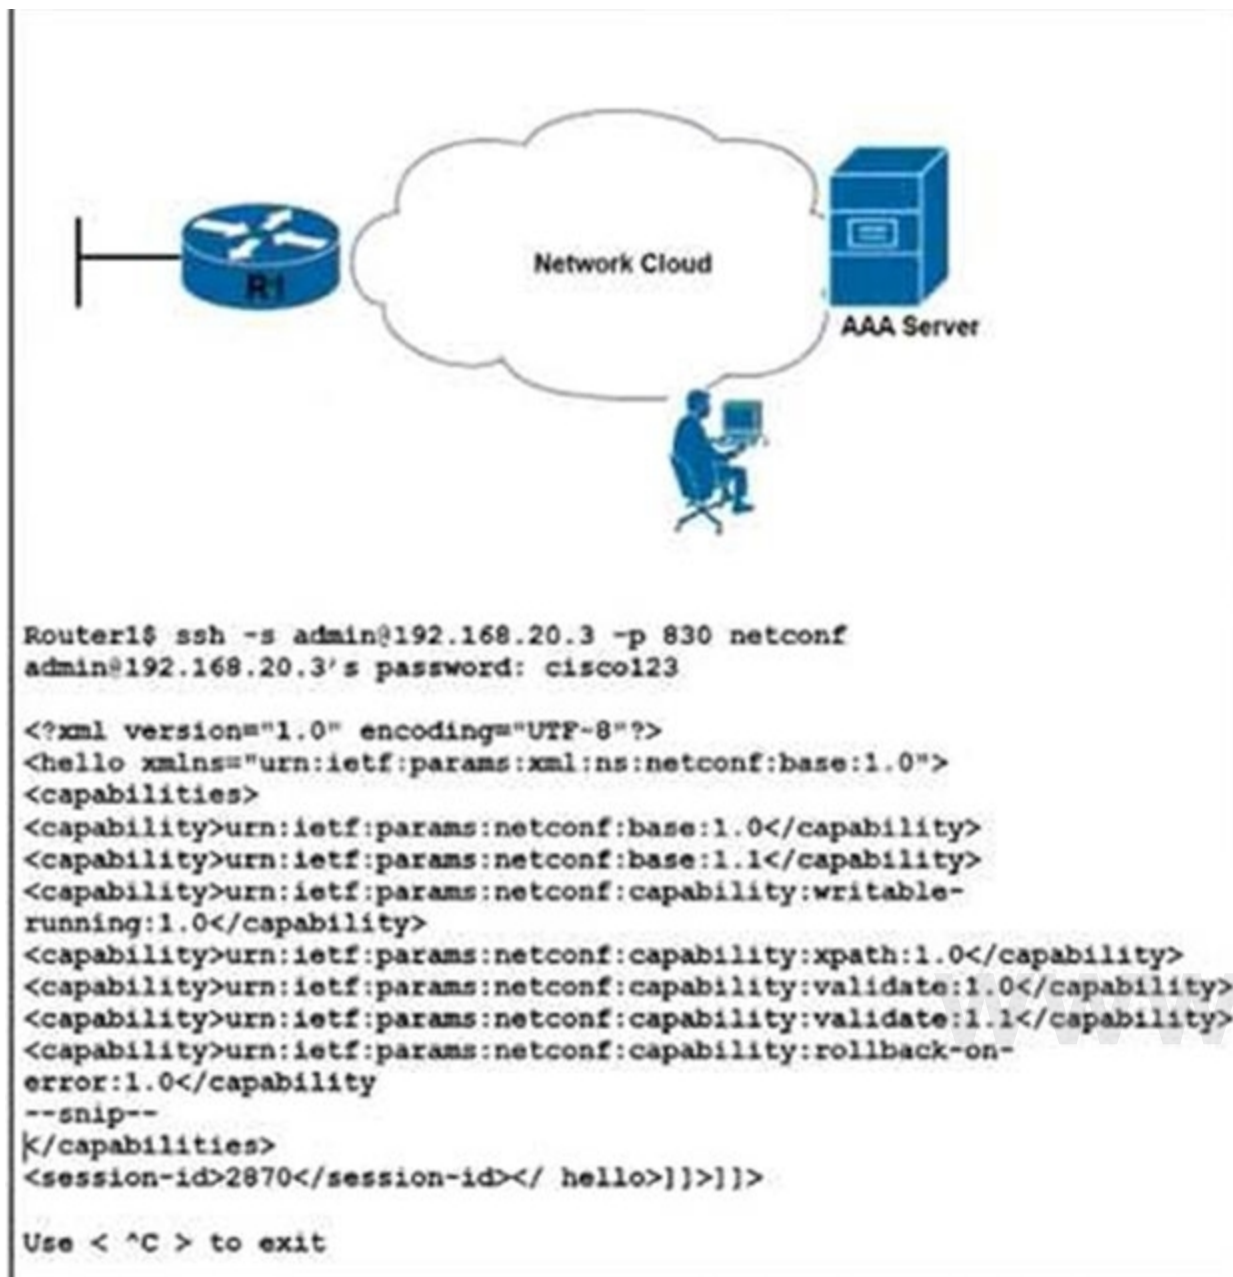 R1
Network Cloud
AAA Server
Router1$ ssh -s admin@192.168.20.3 -p 830 netconf
admin@192.168.20.3's password: cisco123
<?xml version="1.0" encoding="UTF-8"?>
<hello xmlns="urn:ietf:params:xml:ns:netconf:base:1.0">
<capabilities>
<capability>urn:ietf:params:netconf:base:1.0</capability>
<capability>urn:ietf:params:netconf:base:1.1</capability>
<capability>urn:ietf:params:netconf:capability:writable-
running:1.0</capability>
<capability>urn:ietf:params:netconf:capability:xpath:1.0</capability>
<capability>urn:ietf:params:netconf:capability:validate:1.0</capability>
<capability>urn:ietf:params:netconf:capability:validate:1.1</capability>
<capability>urn:ietf:params:netconf:capability:rollback-on-
error:1.0</capability
--snip--
</capabilities>
<session-id>2870</session-id></ hello>]]>]]>
Use < ^C > to exit